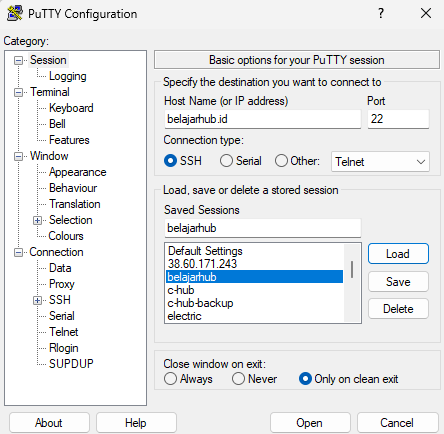 PuTTY Configuration
? ×
Category:
Session
Logging
Terminal
Keyboard
Bell
Features
Window
Appearance
Behaviour
Translation
Selection
Colours
Connection
Data
Proxy
SSH
Serial
Telnet
Rlogin
SUPDUP
Basic options for your PuTTY session
Specify the destination you want to connect to
Host Name (or IP address) Port
belajarhub.id 22
Connection type:
SSH Serial Other: Telnet
Load, save or delete a stored session
Saved Sessions
belajarhub
Default Settings
38.60.171.243
belajarhub
c-hub
c-hub-backup
electric
Load
Save
Delete
Close window on exit:
Always Never Only on clean exit
About Help Open Cancel